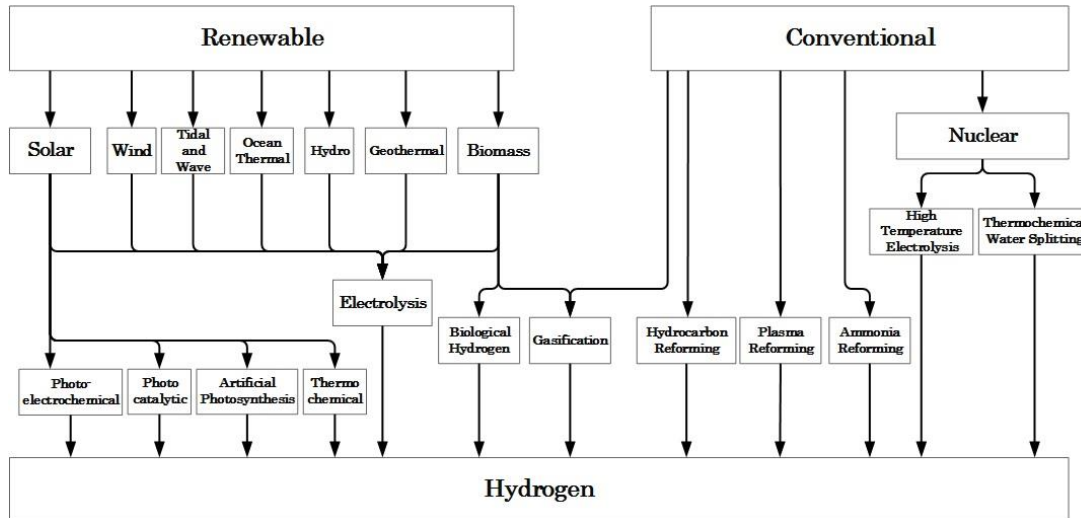 Renewable
Conventional
Solar
Wind
Tidal
and
Wave
Ocean
Thermal
Hydro
Geothermal
Biomass
Nuclear
High
Temperature
Electrolysis
Thermochemica
Water Splitting
Electrolysis
Biological
Hydrogen
Gasification
Hydrocarbon
Reforming
Plasma
Reforming
Ammonia
Reforming
Photo-
electrochemical
Photo
catalytic
Artificial
Photosynthesis
Thermo
chemical
Hydrogen